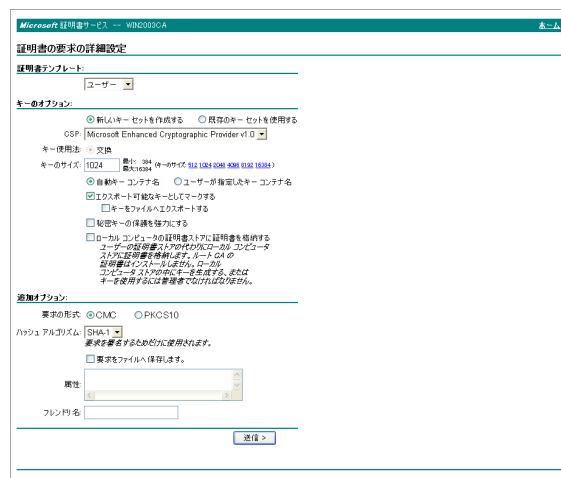 Microsoft 証明書サービス -- WIN2003CA ホーム
証明書の要求の詳細設定
証明書テンプレート:
ユーザー
キーのオプション:
新しいキー セットを作成する 既存のキー セットを使用する
CSP: Microsoft Enhanced Cryptographic Provider v1.0
キー使用法: 交換
キーのサイズ: 1024 最小: 384 最大:16384 (キーのサイズ: 512 1024 2048 4096 8192 16384 )
自動キー コンテナ名 ユーザーが指定したキー コンテナ名
エクスポート可能なキーとしてマークする
キーをファイルへエクスポートする
秘密キーの保護を強力にする
ローカル コンピュータの証明書ストアに証明書を格納する
ユーザーの証明書ストアの代わりにローカル コンピュータ
ストアに証明書を格納します。ルート CA の
証明書はインストールしません。ローカル
コンピュータ ストアの中にキーを生成する、または
キーを使用するには管理者でなければなりません。
追加オプション:
要求の形式: CMC PKCS10
ハッシュ アルゴリズム: SHA-1
要求を署名するためだけに使用されます。
要求をファイルへ保存します。
属性:
フレンドリ名:
送信 >